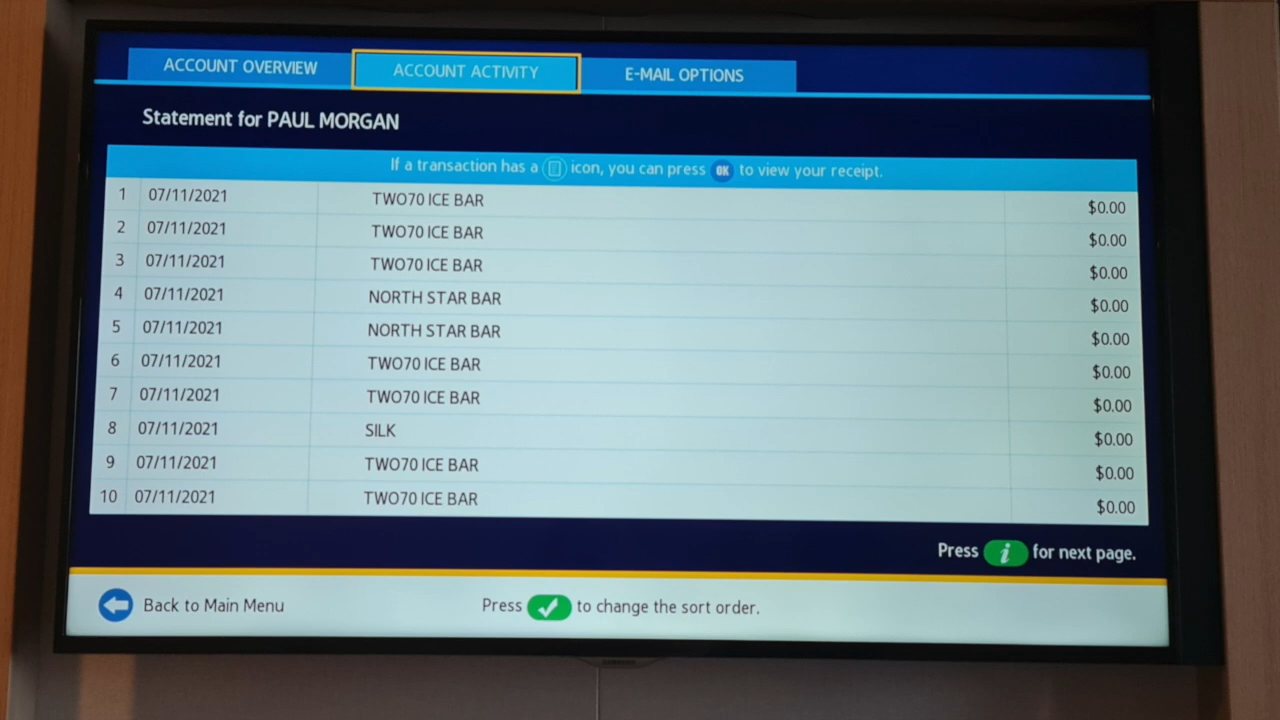 ACCOUNT OVERVIEW ACCOUNT ACTIVITY E-MAIL OPTIONS
Statement for PAUL MORGAN
If a transaction has a icon, you can press OK to view your receipt.
1 07/11/2021 TWO70 ICE BAR $0.00
2 07/11/2021 TWO70 ICE BAR $0.00
3 07/11/2021 TWO70 ICE BAR $0.00
4 07/11/2021 NORTH STAR BAR $0.00
5 07/11/2021 NORTH STAR BAR $0.00
6 07/11/2021 TWO70 ICE BAR $0.00
7 07/11/2021 TWO70 ICE BAR $0.00
8 07/11/2021 SILK $0.00
9 07/11/2021 TWO70 ICE BAR $0.00
10 07/11/2021 TWO70 ICE BAR $0.00
Press i for next page.
Back to Main Menu Press to change the sort order.
SAMSUNG